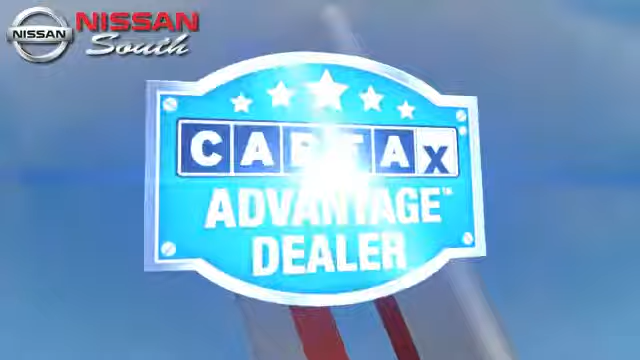 NISSAN
NISSAN
South
CARFAX
ADVANTAGE™
DEALER